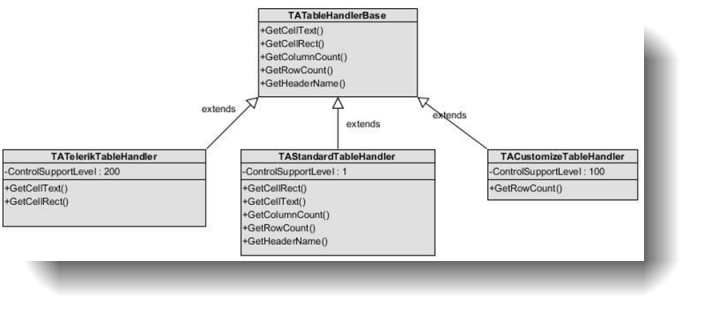 TATableHandlerBase
+GetCellText()
+GetCellRect()
+GetColumnCount()
+GetRowCount()
+GetHeaderName()
extends
extends
extends
TATelerikTableHandler
-ControlSupportLevel : 200
+GetCellText()
+GetCellRect()
TAStandardTableHandler
-ControlSupportLevel : 1
+GetCellRect()
+GetCellText()
+GetColumnCount()
+GetRowCount()
+GetHeaderName()
TACustomizeTableHandler
-ControlSupportLevel : 100
+GetRowCount()